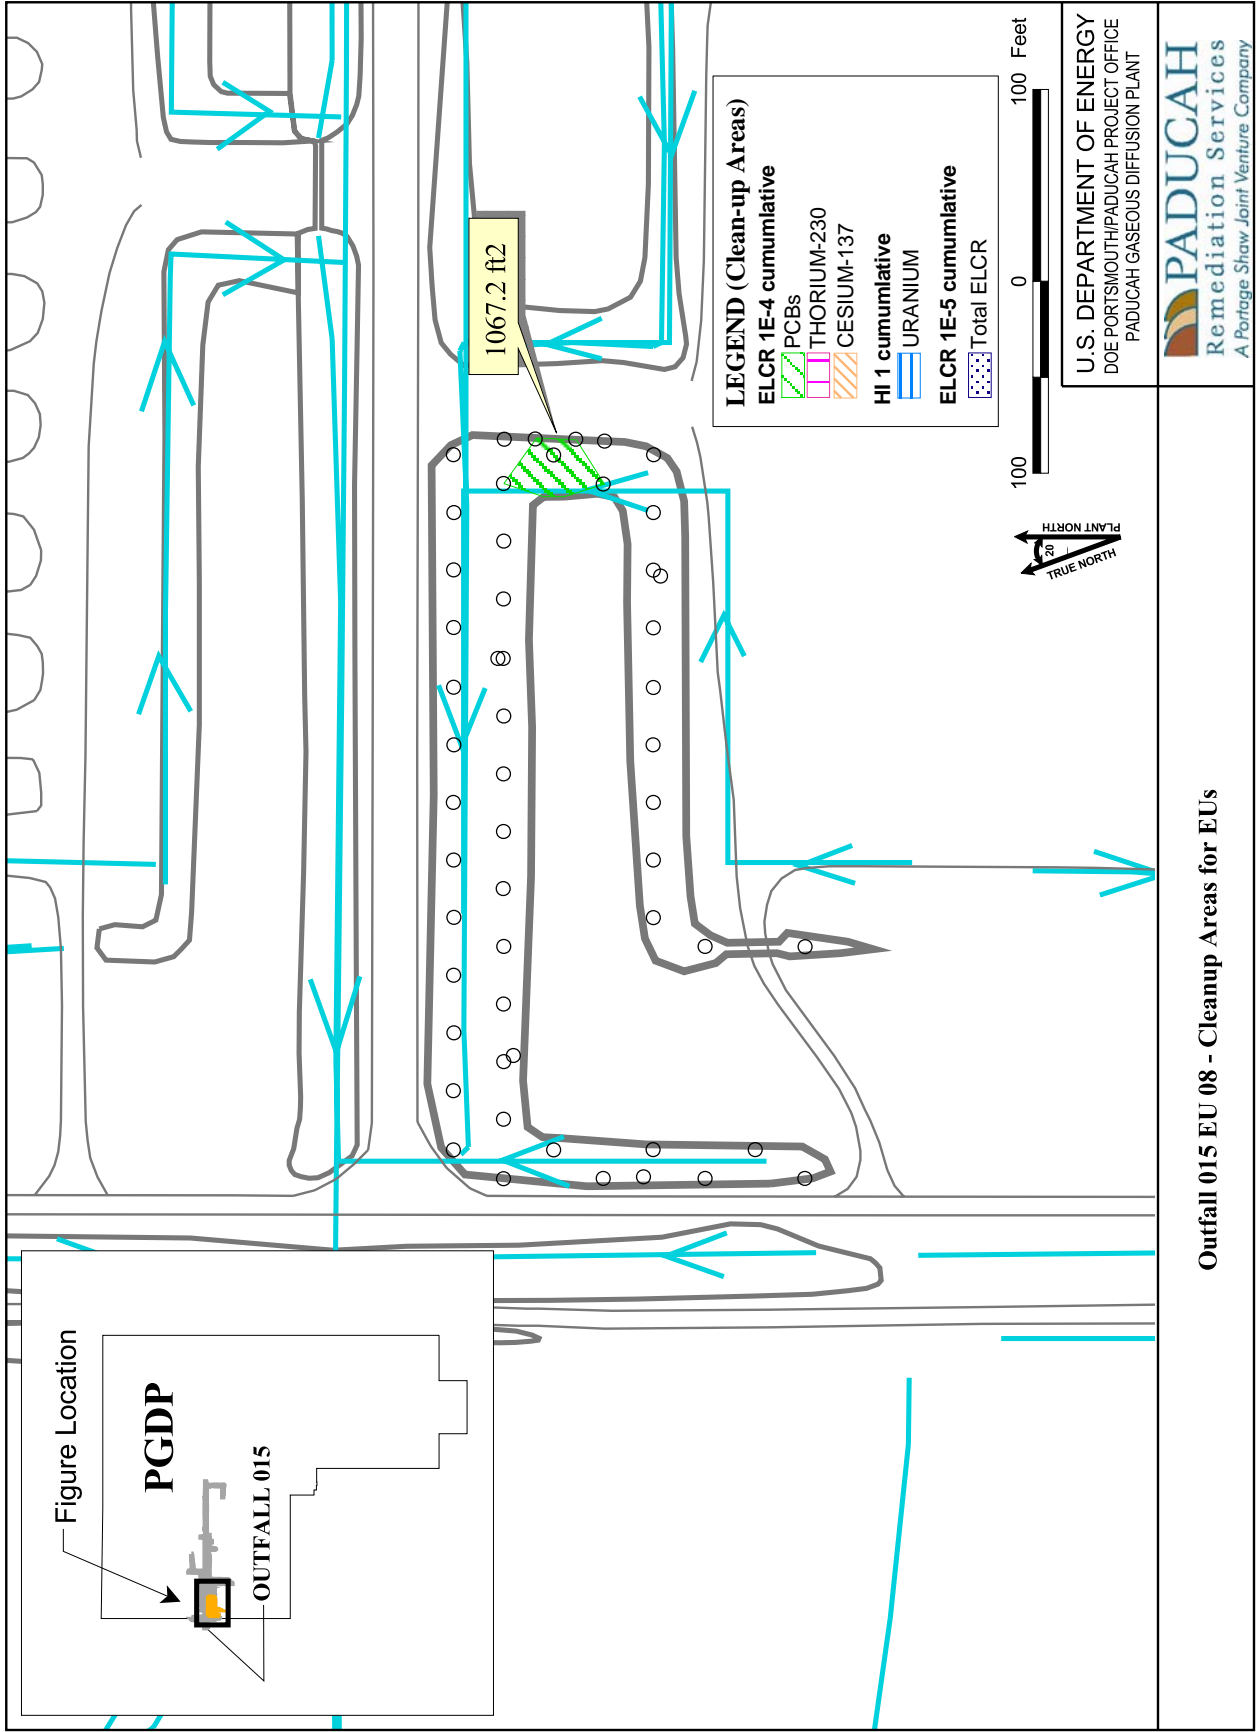 Figure Location
PGDP
OUTFALL 015
1067.2 ft2
LEGEND (Clean-up Areas)
ELCR 1E-4 cumumlative
PCBs
THORIUM-230
CESIUM-137
HI 1 cumumlative
URANIUM
ELCR 1E-5 cumumlative
Total ELCR
100 0 100 Feet
PLANT NORTH
20
TRUE NORTH
U.S. DEPARTMENT OF ENERGY
DOE PORTSMOUTH/PADUCAH PROJECT OFFICE
PADUCAH GASEOUS DIFFUSION PLANT
Outfall 015 EU 08 - Cleanup Areas for EUs
PADUCAH
Remediation Services
A Portage Shaw Joint Venture Company